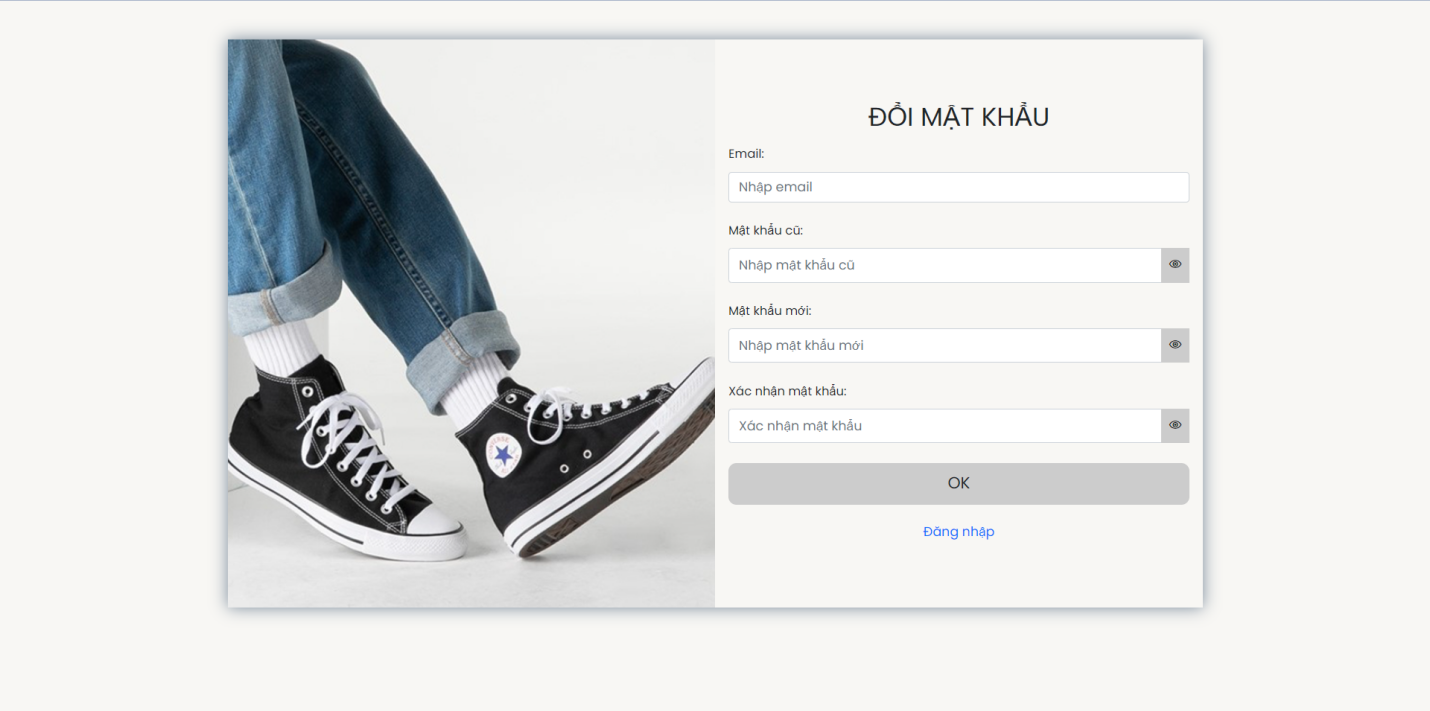 ĐỔI MẬT KHẨU
Email:
Nhập email
Mật khẩu cũ:
Nhập mật khẩu cũ
Mật khẩu mới:
Nhập mật khẩu mới
Xác nhận mật khẩu:
Xác nhận mật khẩu
OK
Đăng nhập